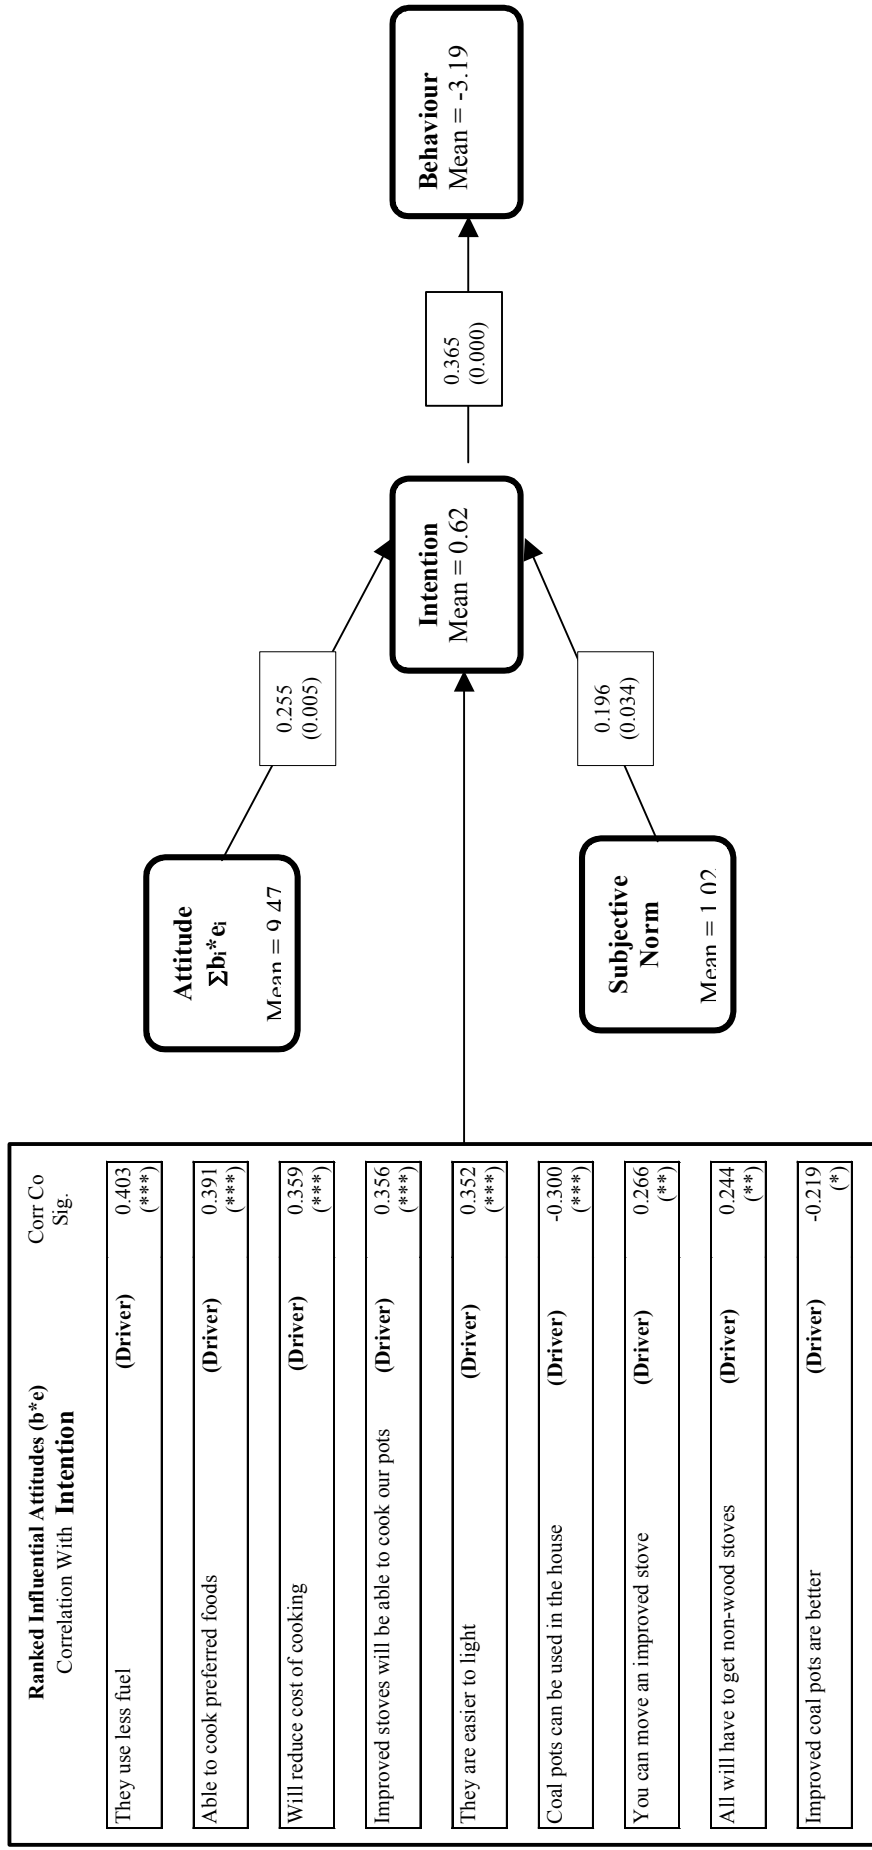 Ranked Influential Attitudes (b*e)
Correlation With Intention
Corr Co
Sig.
They use less fuel (Driver) 0.403
(***)
Able to cook preferred foods (Driver) 0.391
(***)
Will reduce cost of cooking (Driver) 0.359
(***)
Improved stoves will be able to cook our pots (Driver) 0.356
(***)
They are easier to light (Driver) 0.352
(***)
Coal pots can be used in the house (Driver) -0.300
(***)
You can move an improved stove (Driver) 0.266
(**)
All will have to get non-wood stoves (Driver) 0.244
(**)
Improved coal pots are better (Driver) -0.219
(*)
Attitude
Σbi*ei
Mean = 9.47
0.255
(0.005)
Subjective
Norm
Mean = 1.02
0.196
(0.034)
Intention
Mean = 0.62
0.365
(0.000)
Behaviour
Mean = -3.19